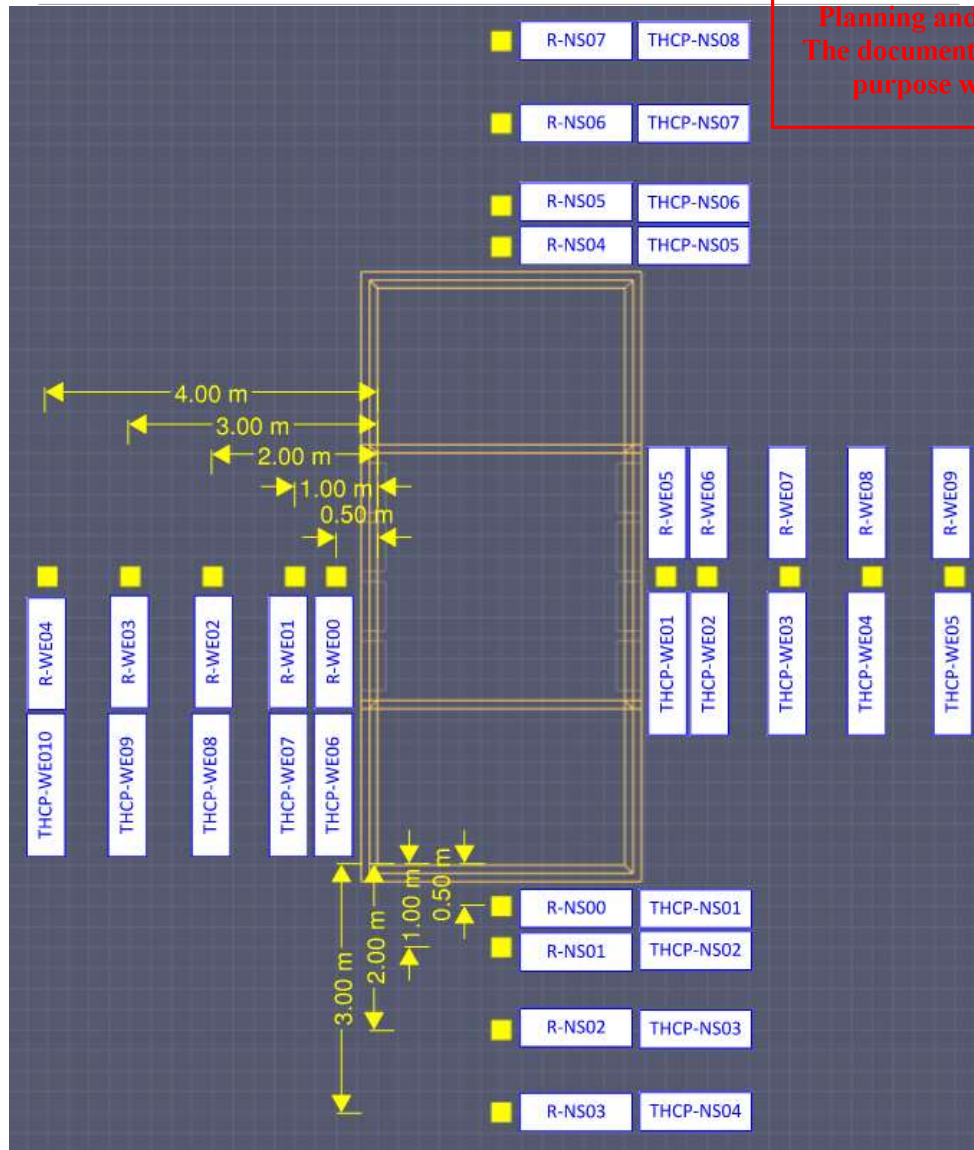 Planning and
The document
purpose w
R-NS07 THCP-NS08
R-NS06 THCP-NS07
R-NS05 THCP-NS06
R-NS04 THCP-NS05
4.00 m
3.00 m
2.00 m
1.00 m
0.50 m
R-WE05 R-WE06 R-WE07 R-WE08 R-WE09
THCP-WE01 THCP-WE02 THCP-WE03 THCP-WE04 THCP-WE05
R-WE04 R-WE03 R-WE02 R-WE01 R-WE00
THCP-WE010 THCP-WE09 THCP-WE08 THCP-WE07 THCP-WE06
3.00 m
2.00 m
1.00 m
0.50 m
R-NS00 THCP-NS01
R-NS01 THCP-NS02
R-NS02 THCP-NS03
R-NS03 THCP-NS04